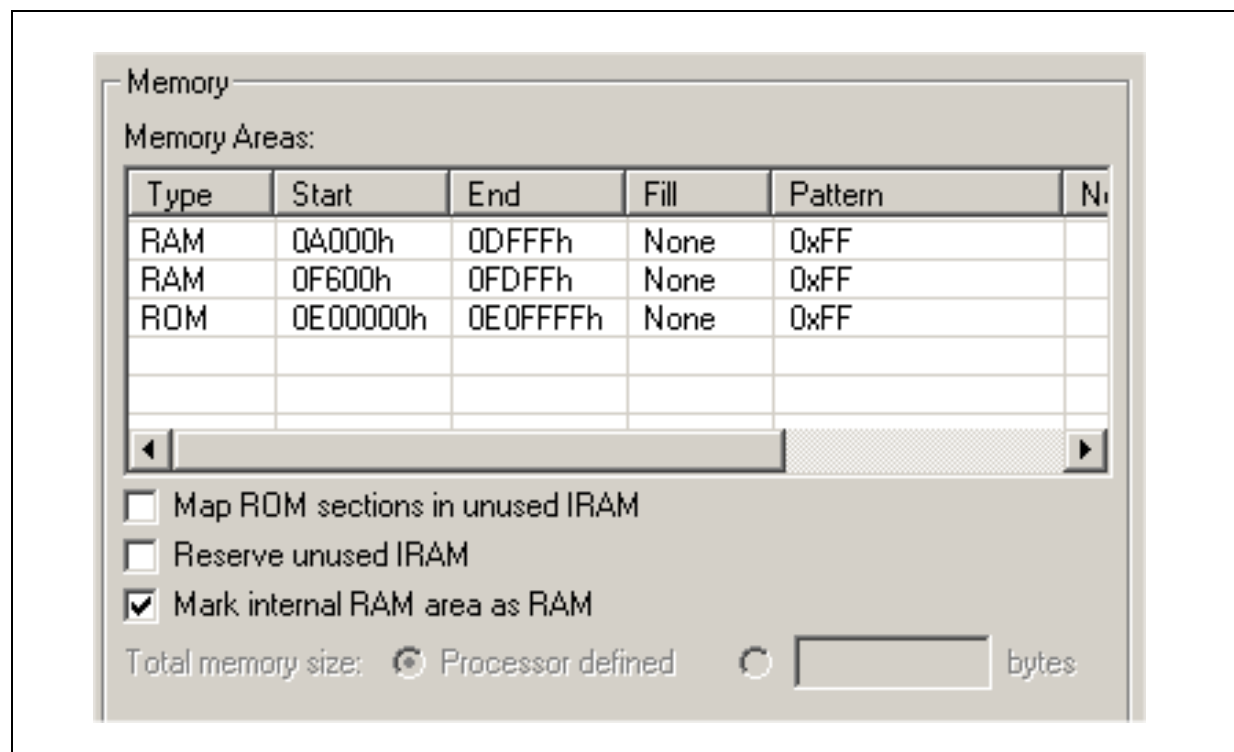 Memory
Memory Areas:
Type Start End Fill Pattern
RAM 0A000h 0DFFFh None 0xFF
RAM 0F600h 0FDFFh None 0xFF
ROM 0E00000h 0E0FFFFh None 0xFF
Map ROM sections in unused IRAM
Reserve unused IRAM
Mark internal RAM area as RAM
Total memory size: Processor defined bytes